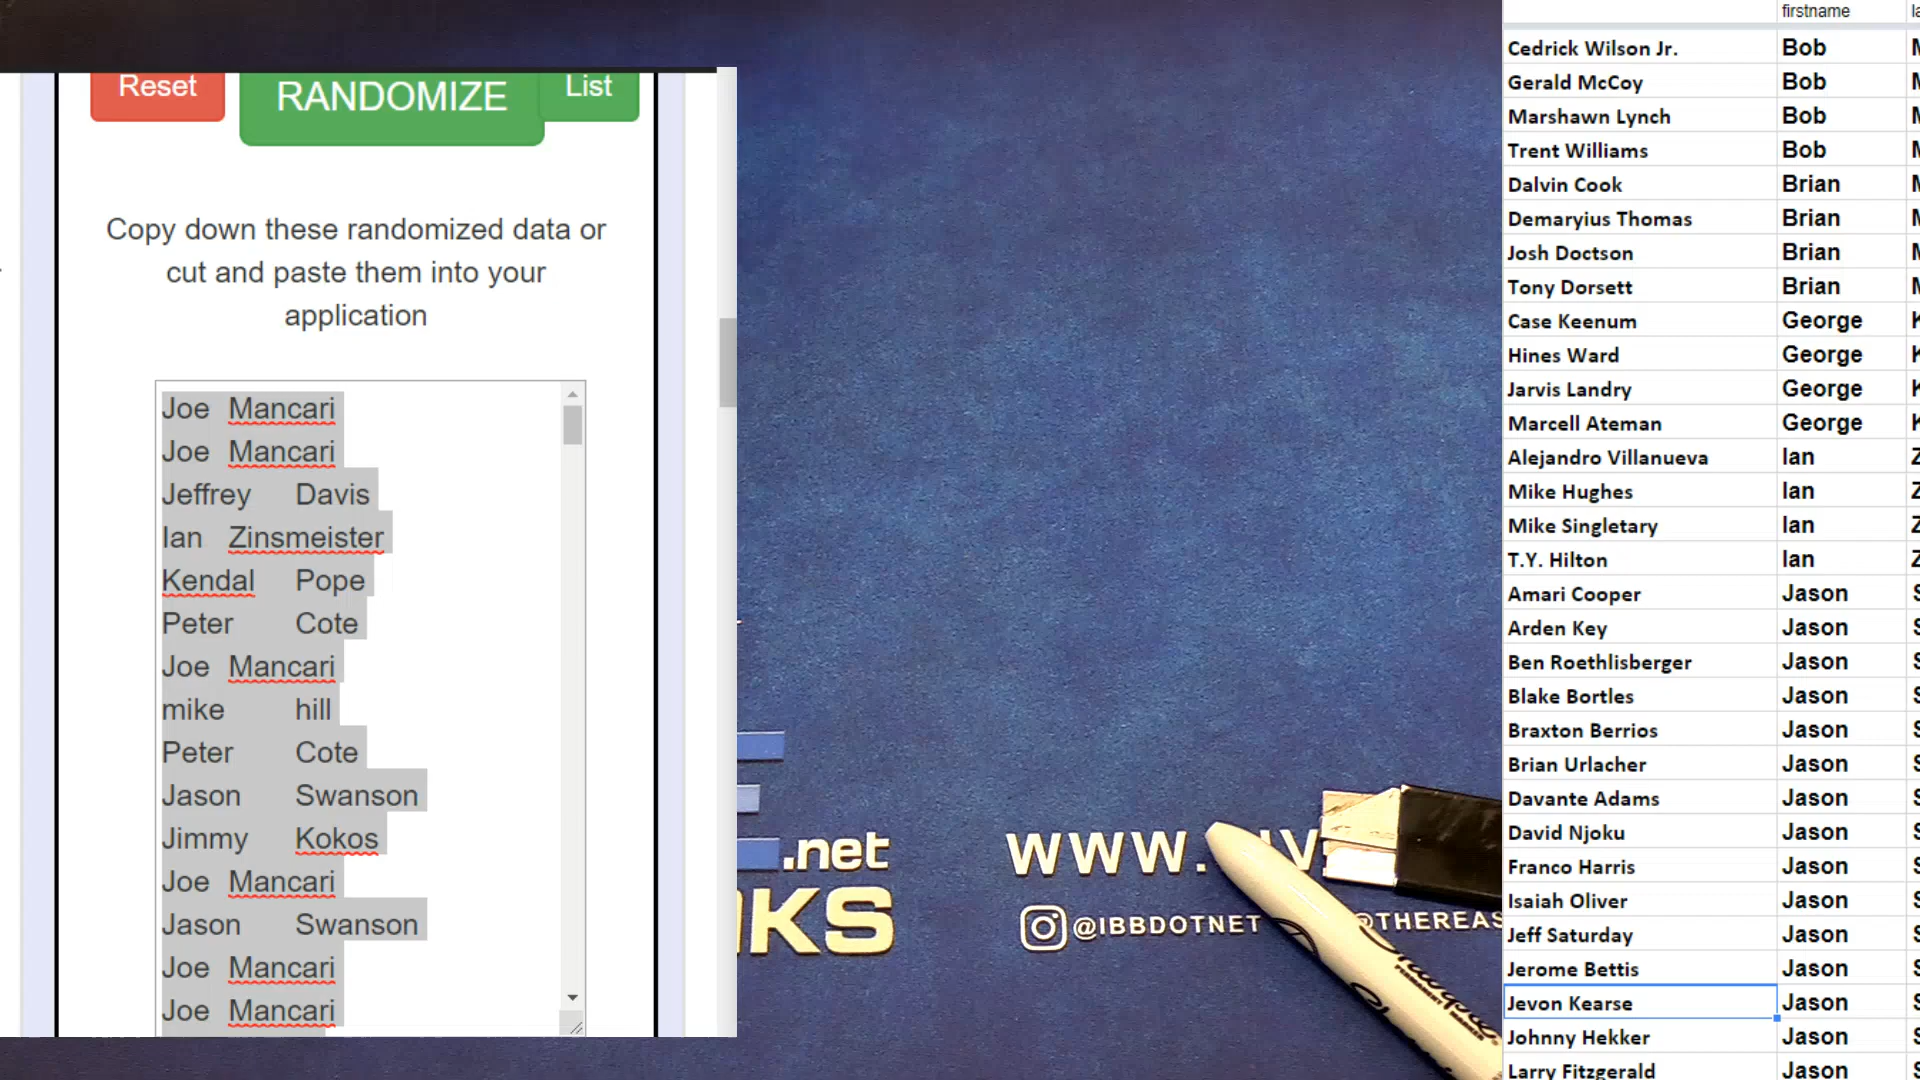 Reset
RANDOMIZE
List
Copy down these randomized data or
cut and paste them into your
application
Joe Mancari
Joe Mancari
Jeffrey Davis
Ian Zinsmeister
Kendal Pope
Peter Cote
Joe Mancari
mike hill
Peter Cote
Jason Swanson
Jimmy Kokos
Joe Mancari
Jason Swanson
Joe Mancari
Joe Mancari
.net
WWW.
@IBBDOTNET
@THEREAS
Sharpie
firstname
Cedrick Wilson Jr. Bob
Gerald McCoy Bob
Marshawn Lynch Bob
Trent Williams Bob
Dalvin Cook Brian
Demaryius Thomas Brian
Josh Doctson Brian
Tony Dorsett Brian
Case Keenum George
Hines Ward George
Jarvis Landry George
Marcell Ateman George
Alejandro Villanueva Ian
Mike Hughes Ian
Mike Singletary Ian
T.Y. Hilton Ian
Amari Cooper Jason
Arden Key Jason
Ben Roethlisberger Jason
Blake Bortles Jason
Braxton Berrios Jason
Brian Urlacher Jason
Davante Adams Jason
David Njoku Jason
Franco Harris Jason
Isaiah Oliver Jason
Jeff Saturday Jason
Jerome Bettis Jason
Jevon Kearse Jason
Johnny Hekker Jason
Larry Fitzgerald Jason